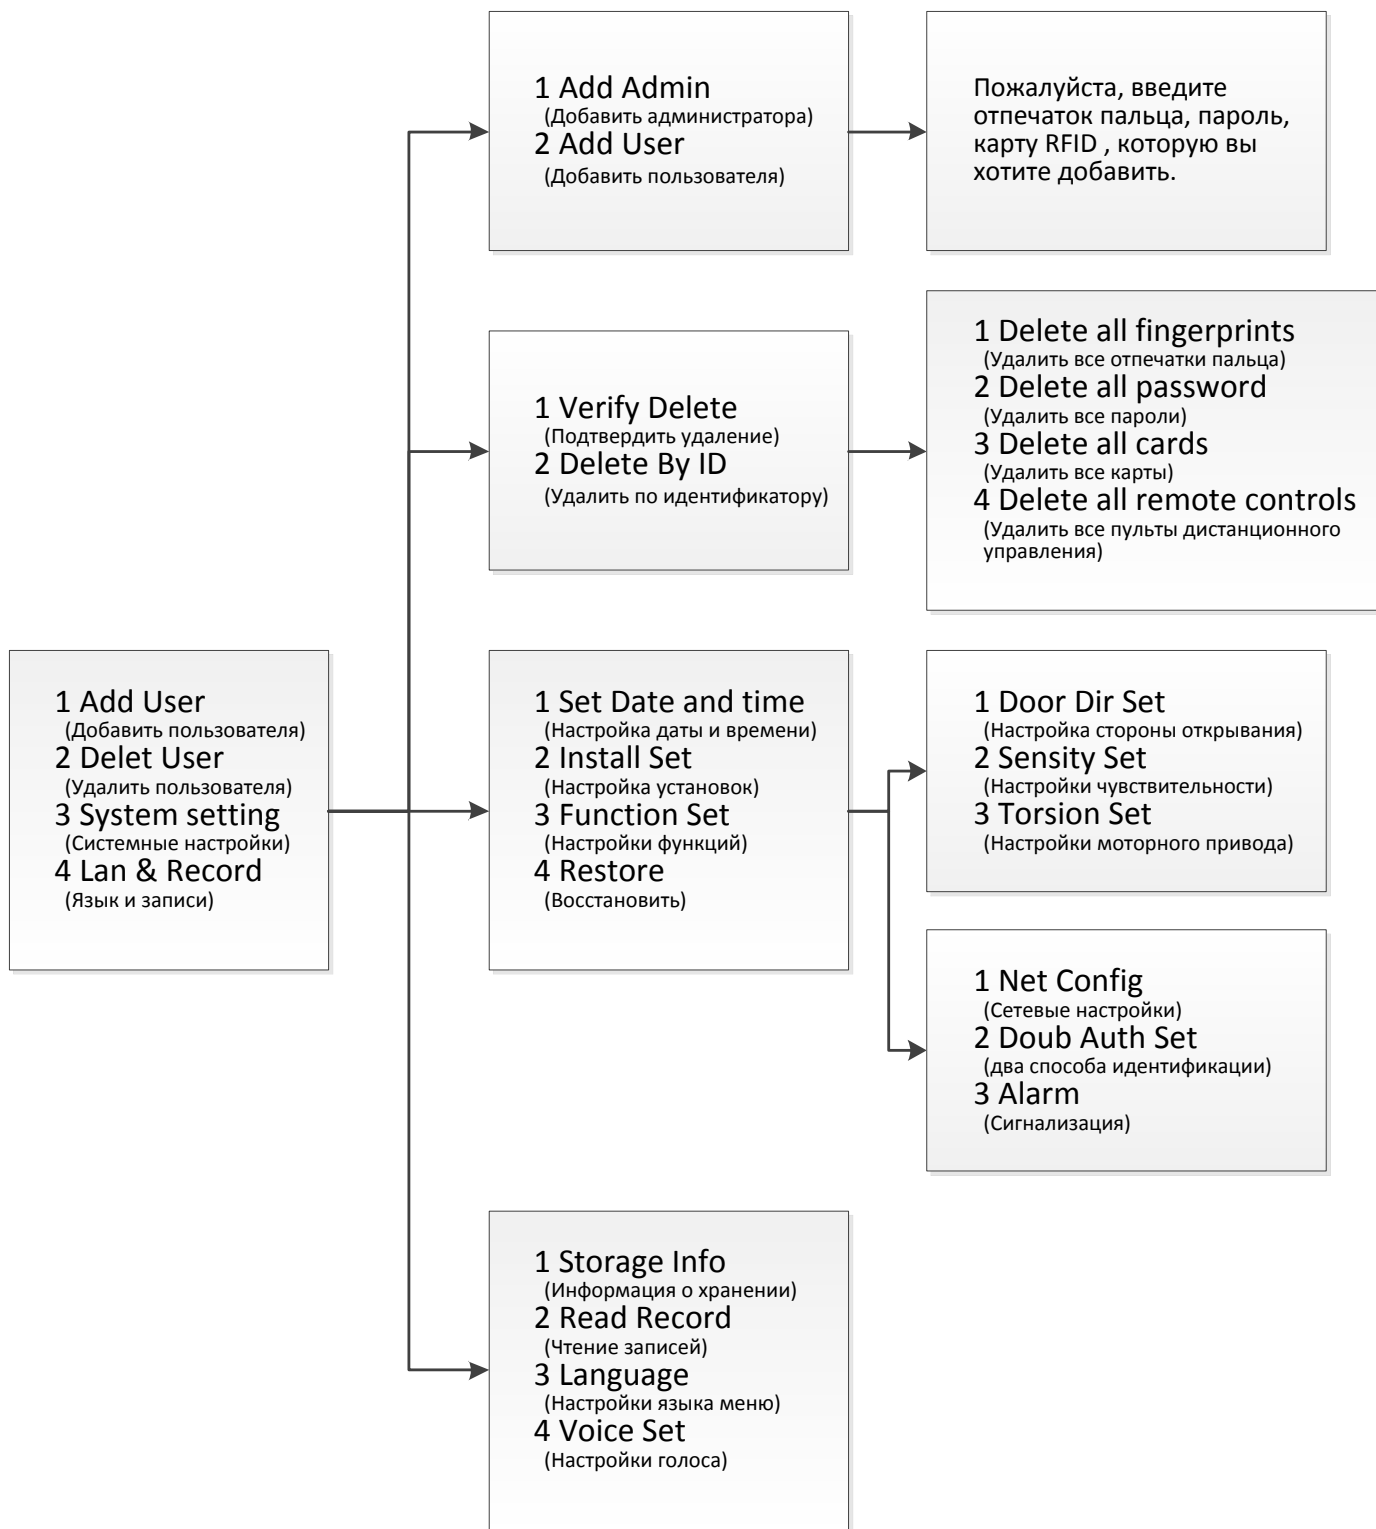 1 Add Admin
(Добавить администратора)
2 Add User
(Добавить пользователя)
Пожалуйста, введите
отпечаток пальца, пароль,
карту RFID , которую вы
хотите добавить.
1 Verify Delete
(Подтвердить удаление)
2 Delete By ID
(Удалить по идентификатору)
1 Delete all fingerprints
(Удалить все отпечатки пальца)
2 Delete all password
(Удалить все пароли)
3 Delete all cards
(Удалить все карты)
4 Delete all remote controls
(Удалить все пульты дистанционного
управления)
1 Add User
(Добавить пользователя)
2 Delet User
(Удалить пользователя)
3 System setting
(Системные настройки)
4 Lan & Record
(Язык и записи)
1 Set Date and time
(Настройка даты и времени)
2 Install Set
(Настройка установок)
3 Function Set
(Настройки функций)
4 Restore
(Восстановить)
1 Door Dir Set
(Настройка стороны открывания)
2 Sensity Set
(Настройки чувствительности)
3 Torsion Set
(Настройки моторного привода)
1 Net Config
(Сетевые настройки)
2 Doub Auth Set
(два способа идентификации)
3 Alarm
(Сигнализация)
1 Storage Info
(Информация о хранении)
2 Read Record
(Чтение записей)
3 Language
(Настройки языка меню)
4 Voice Set
(Настройки голоса)